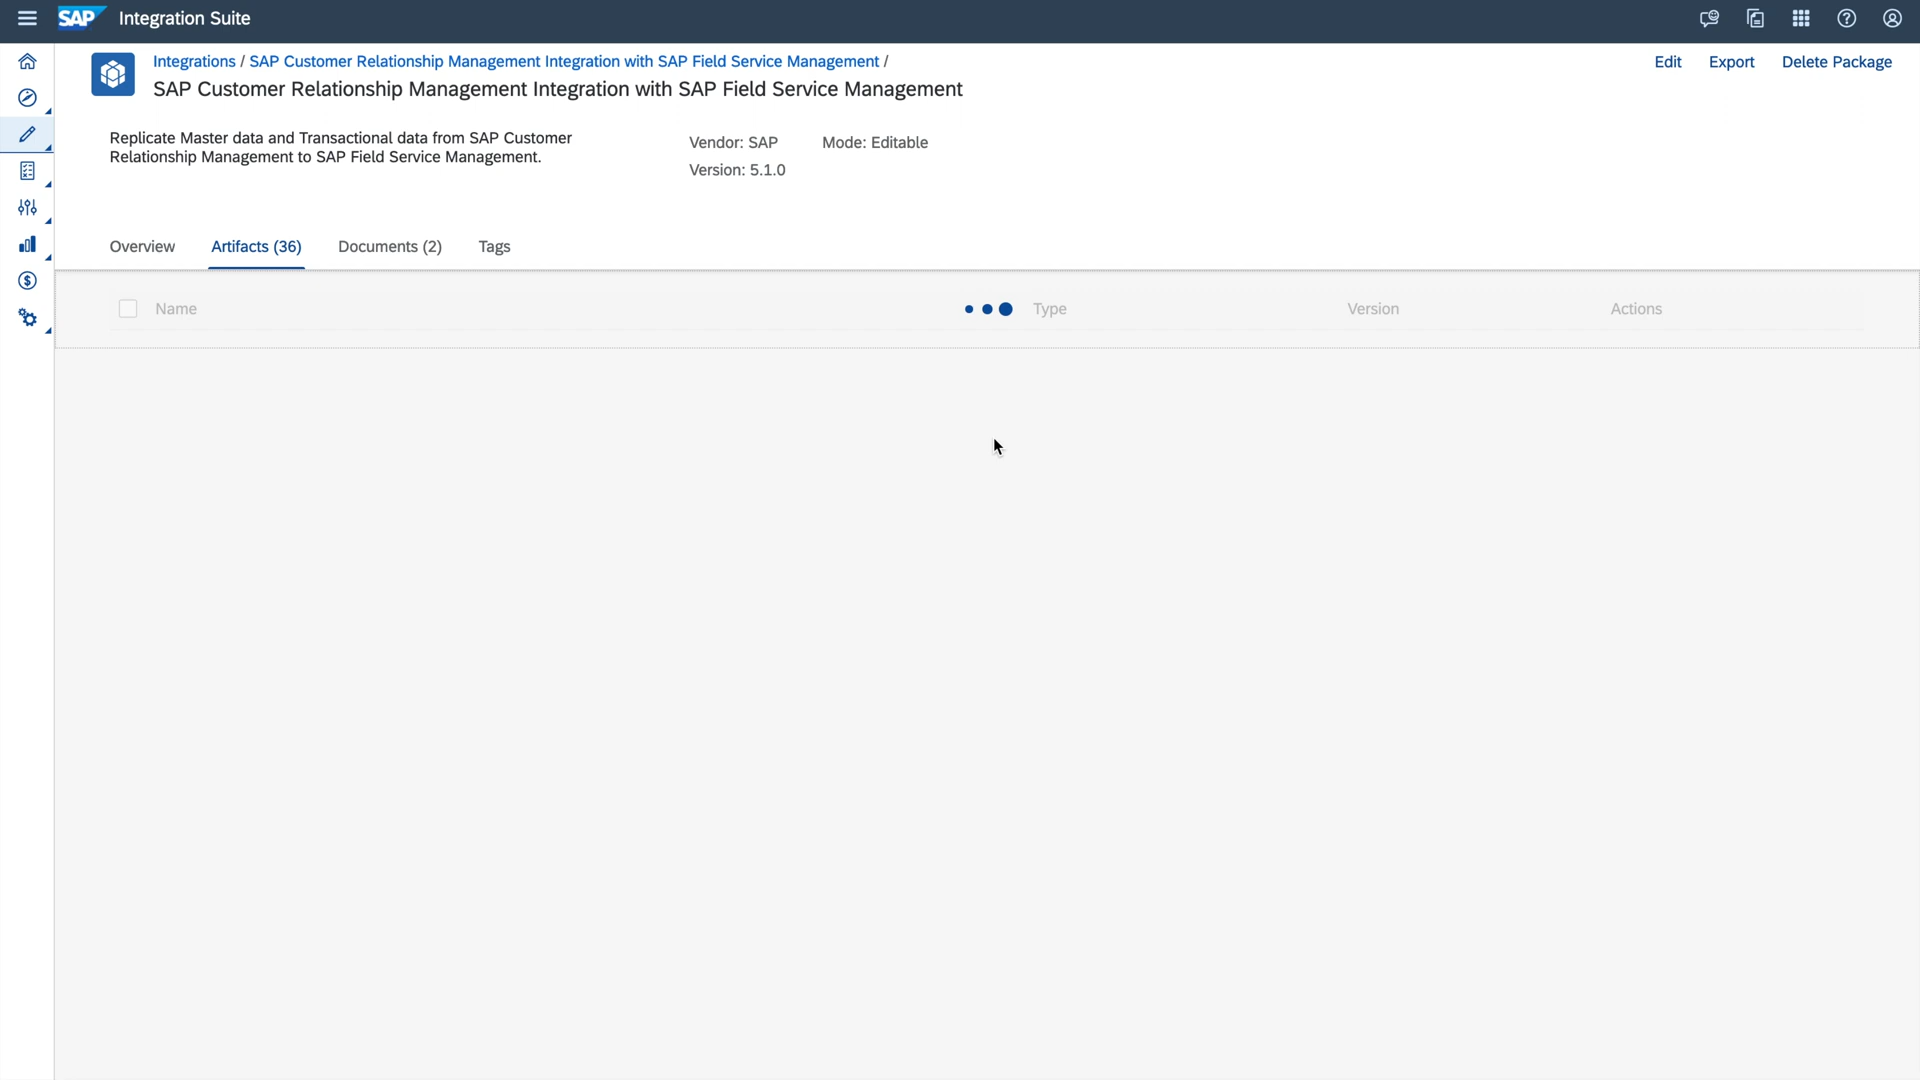 SAP Integration Suite
Integrations / SAP Customer Relationship Management Integration with SAP Field Service Management /
Edit Export Delete Package
SAP Customer Relationship Management Integration with SAP Field Service Management
Replicate Master data and Transactional data from SAP Customer
Relationship Management to SAP Field Service Management.
Vendor: SAP Mode: Editable
Version: 5.1.0
Overview Artifacts (36) Documents (2) Tags
Name Type Version Actions